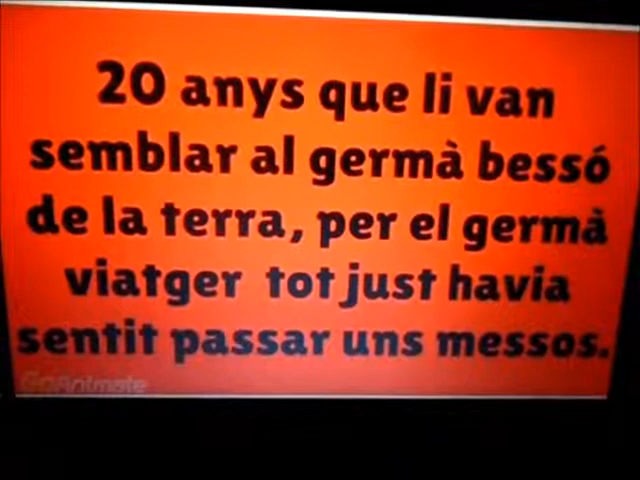 20 anys que li van
semblar al germà bessó
de la terra, per el germà
viatger tot just havia
sentit passar uns messos.
GoAnimate